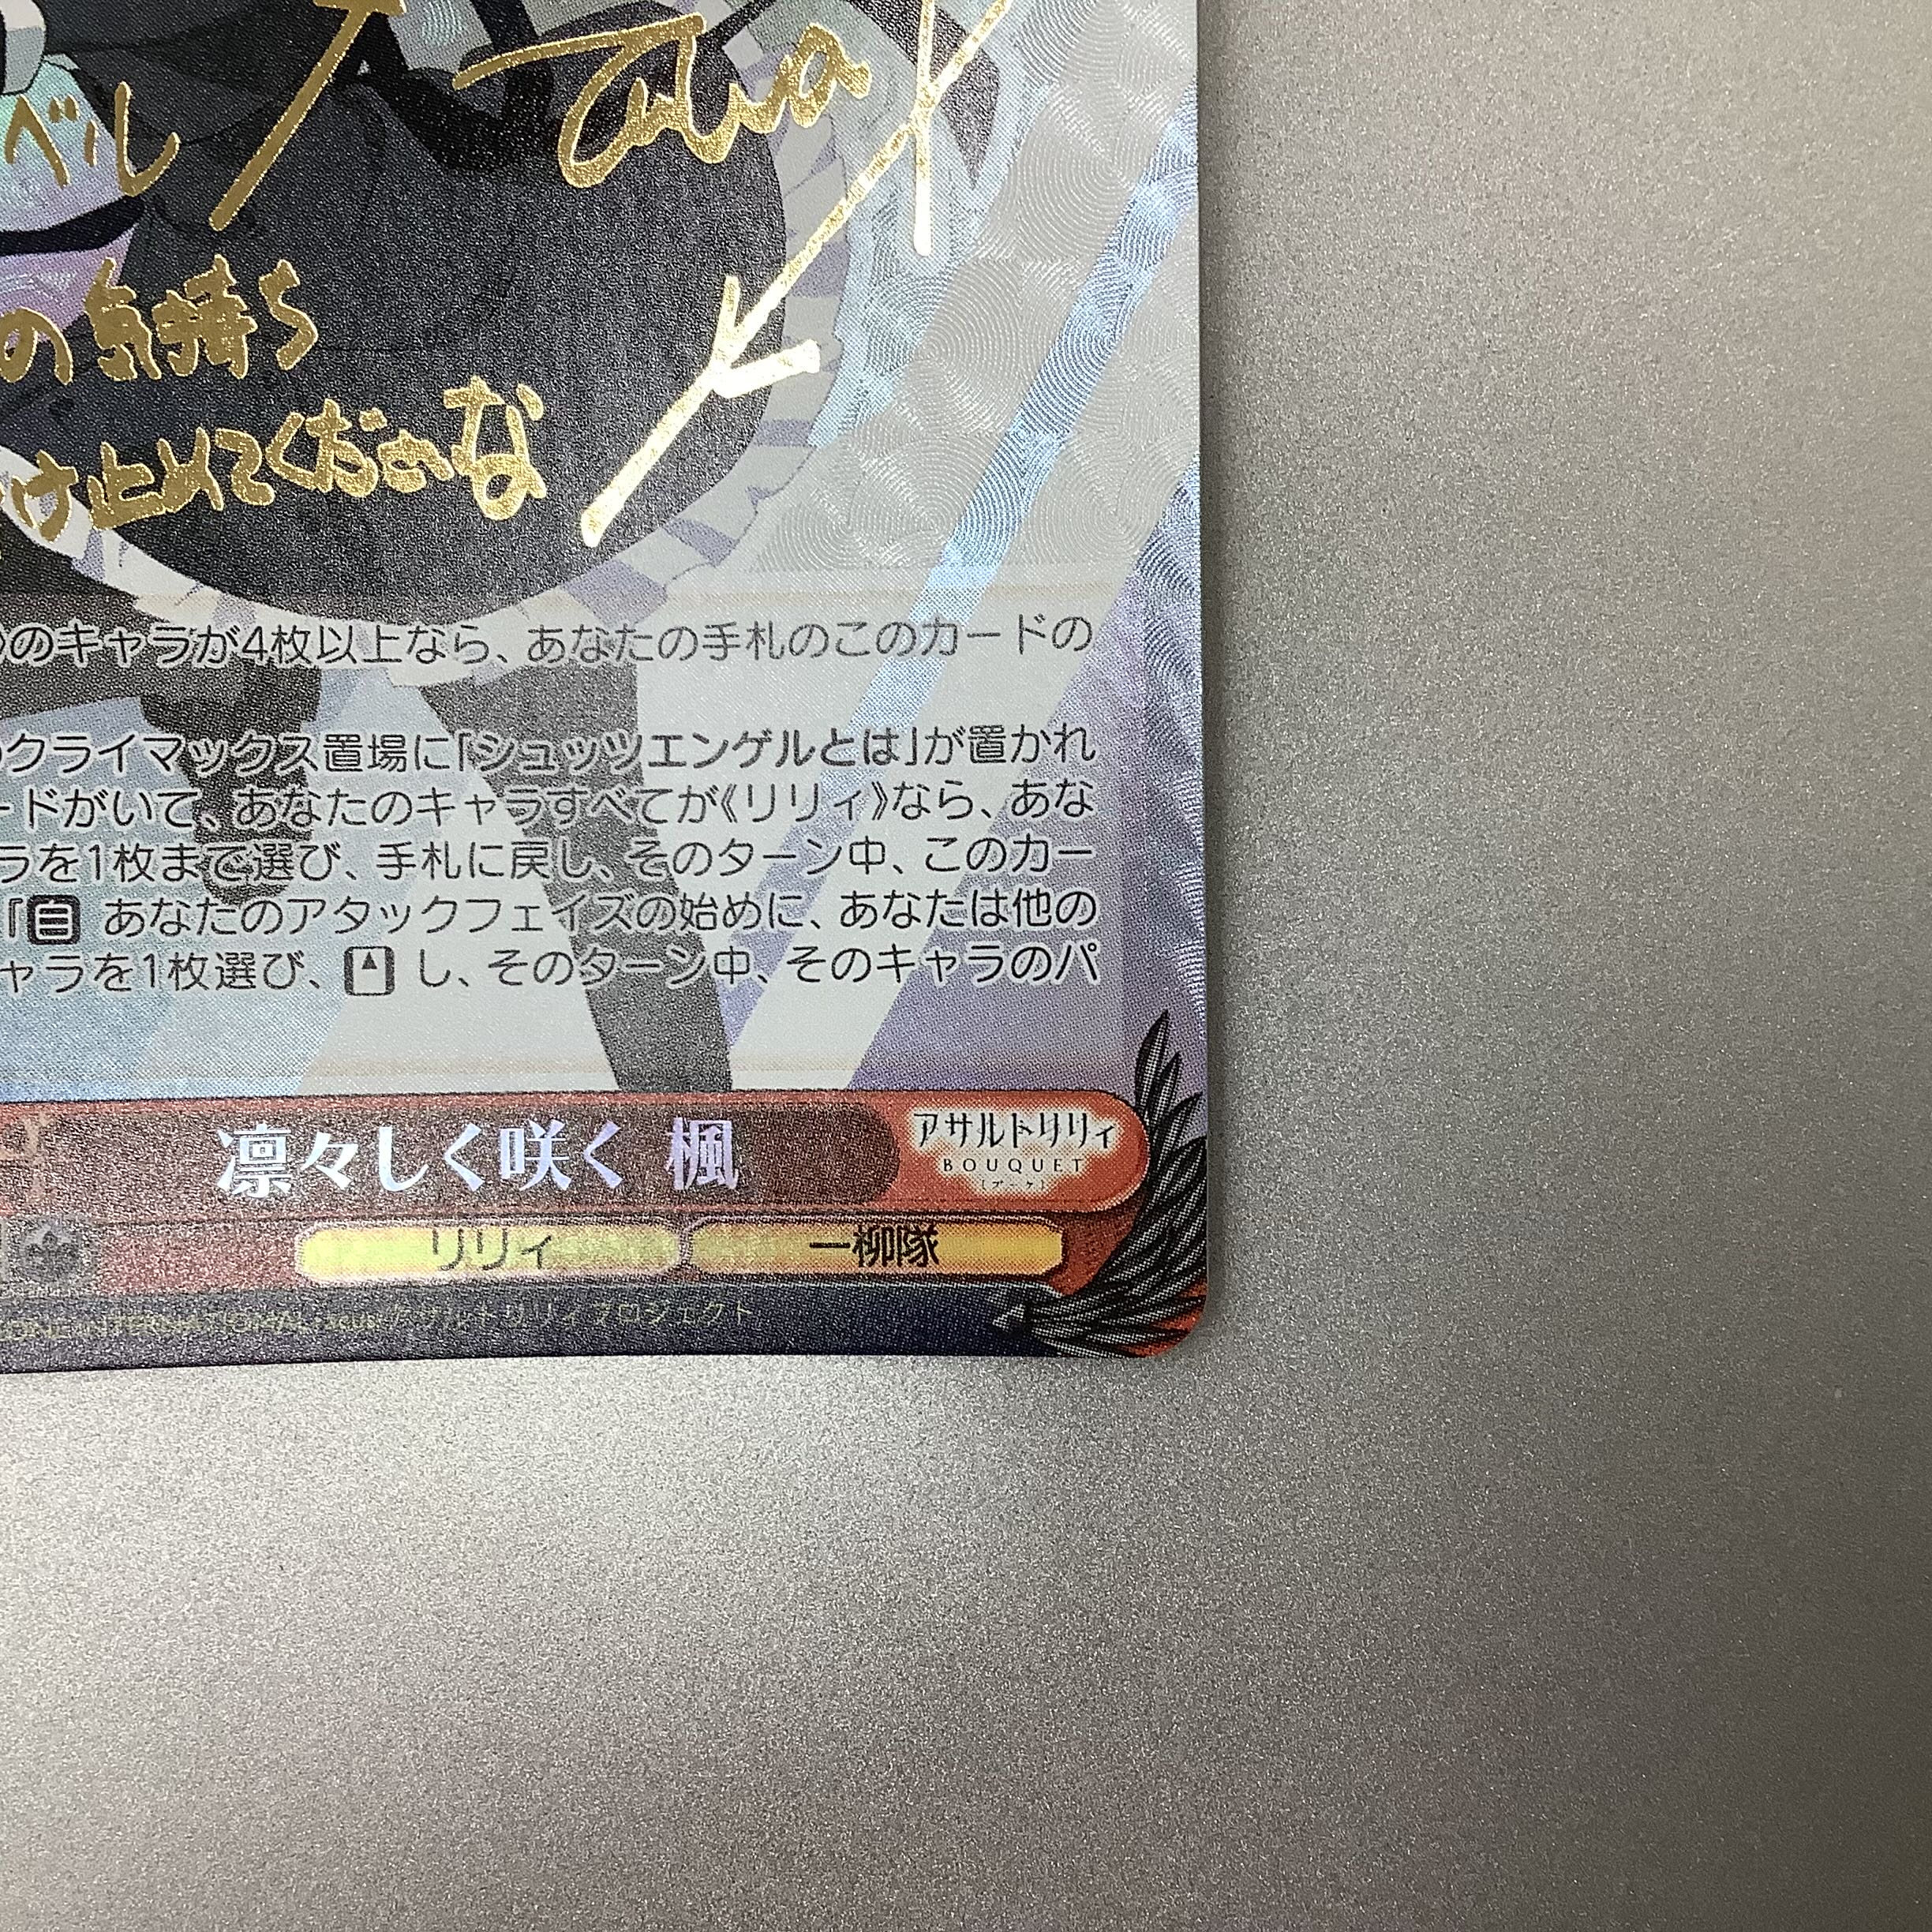 ベル
の気持ち
け止めてくださいな
のキャラが4枚以上なら、あなたの手札のこのカードの
クライマックス置場に「シュッツエンゲルとは」が置かれ
ードがいて、あなたのキャラすべてが《リリィ》なら、あな
ラを1枚まで選び、手札に戻し、そのターン中、このカー
「自 あなたのアタックフェイズの始めに、あなたは他の
ャラを1枚選び、 し、そのターン中、そのキャラのパ
凛々しく咲く 楓
アサルトリリィ
BOUQUET
[ブーケ]
リリィ 一柳隊
INTERNATIONAL・acus/アサルトリリィプロジェクト